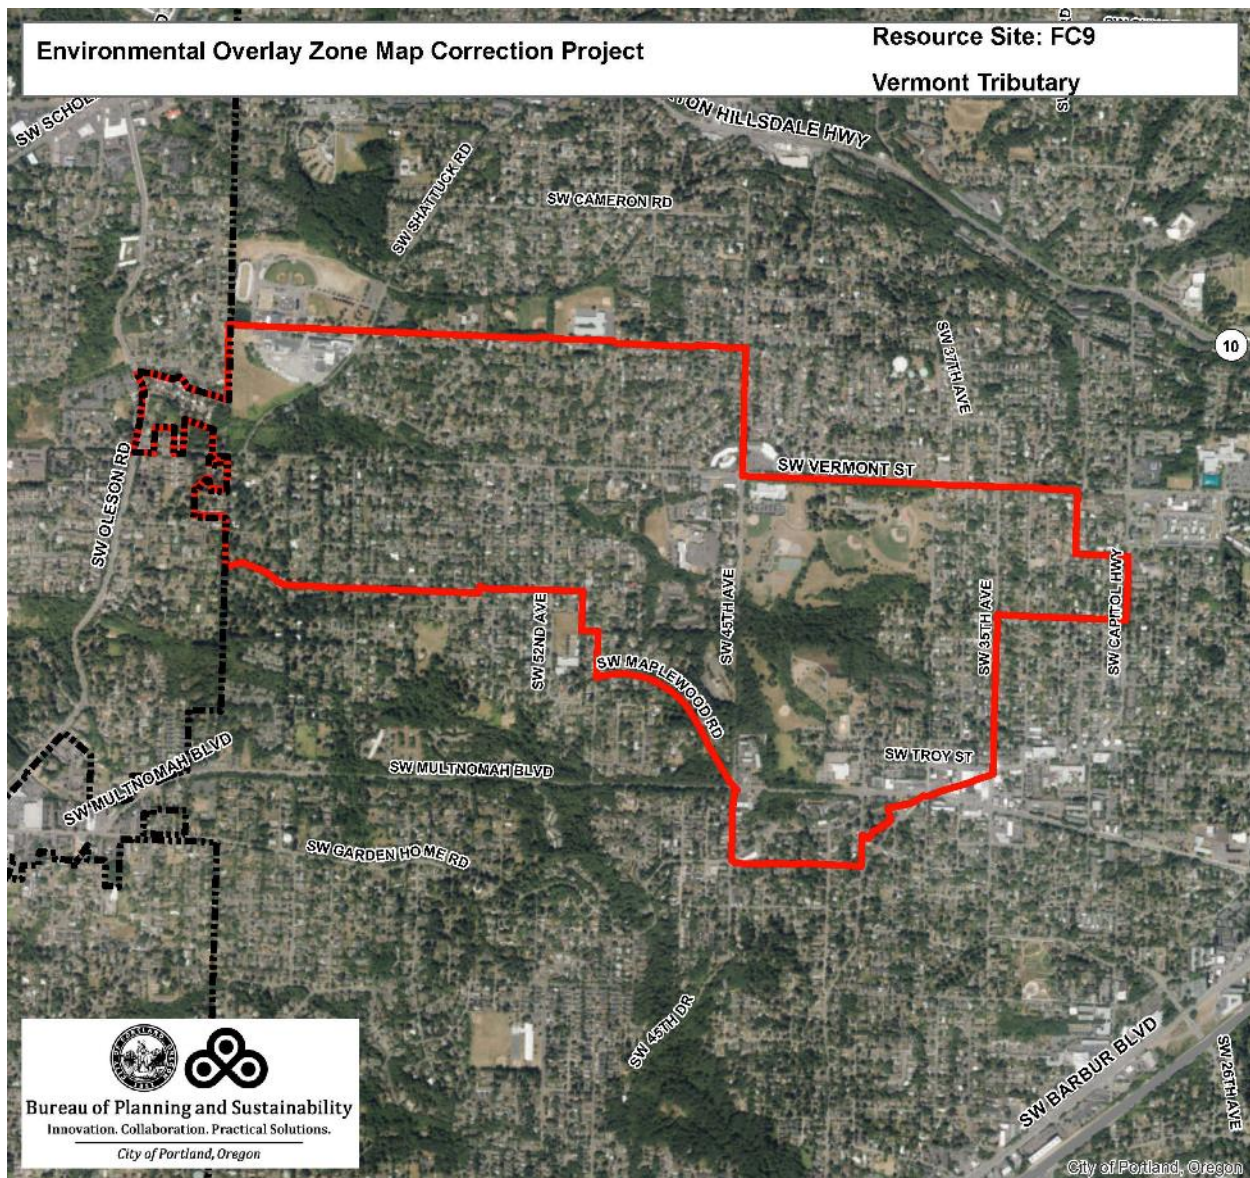 Environmental Overlay Zone Map Correction Project
Resource Site: FC9
Vermont Tributary
SW SHATTUCK RD
SW CAMERON RD
HILLSDALE HWY
10
SW 37TH AVE
SW OLESON RD
SW VERMONT ST
SW 52ND AVE
SW 45TH AVE
SW 35TH AVE
SW CAPITOL HWY
SW MAPLEWOOD RD
SW TROY ST
SW MULTNOMAH BLVD
SW MULTNOMAH BLVD
SW GARDEN HOME RD
SW 45TH DR
SW BARBUR BLVD
SW 26TH AVE
Bureau of Planning and Sustainability
Innovation. Collaboration. Practical Solutions.
City of Portland, Oregon
City of Portland, Oregon